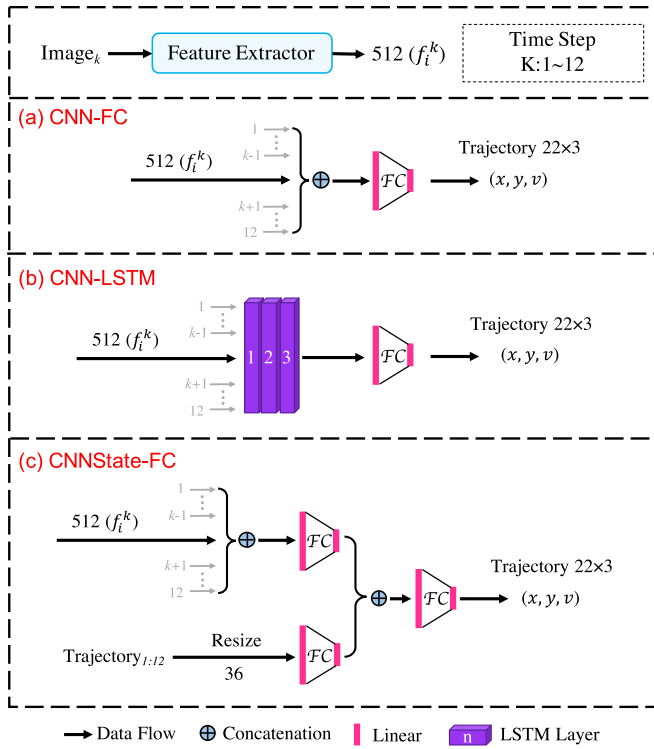 Image_k
Feature Extractor
512 (f_i^k)
Time Step
K:1~12
(a) CNN-FC
1
k-1
512 (f_i^k)
k+1
12
FC
Trajectory 22×3
(x, y, v)
(b) CNN-LSTM
1
k-1
512 (f_i^k)
k+1
12
1 2 3
FC
Trajectory 22×3
(x, y, v)
(c) CNNState-FC
1
k-1
512 (f_i^k)
k+1
12
FC
Trajectory_1:12
Resize
36
FC
FC
Trajectory 22×3
(x, y, v)
Data Flow
Concatenation
Linear
n
LSTM Layer